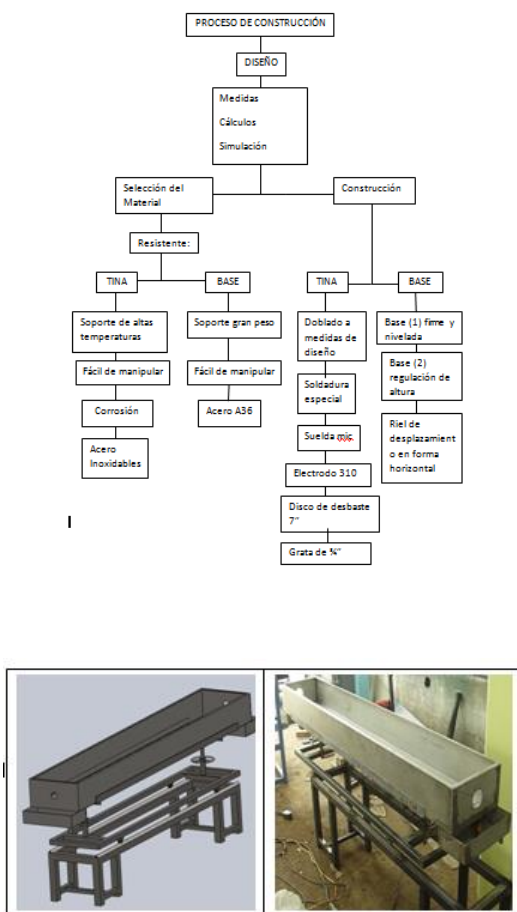 PROCESO DE CONSTRUCCIÓN
DISEÑO
Medidas
Cálculos
Simulación
Selección del
Material
Construcción
Resistente:
TINA
BASE
TINA
BASE
Soporte de altas
temperaturas
Soporte gran peso
Doblado a
medidas de
diseño
Base (1) firme y
nivelada
Fácil de manipular
Fácil de manipular
Soldadura
especial
Base (2)
regulación de
altura
Corrosión
Acero A36
Suelda mic.
Riel de
desplazamient
o en forma
horizontal
Acero
Inoxidables
Electrodo 310
Disco de desbaste
7"
Grata de ¾"